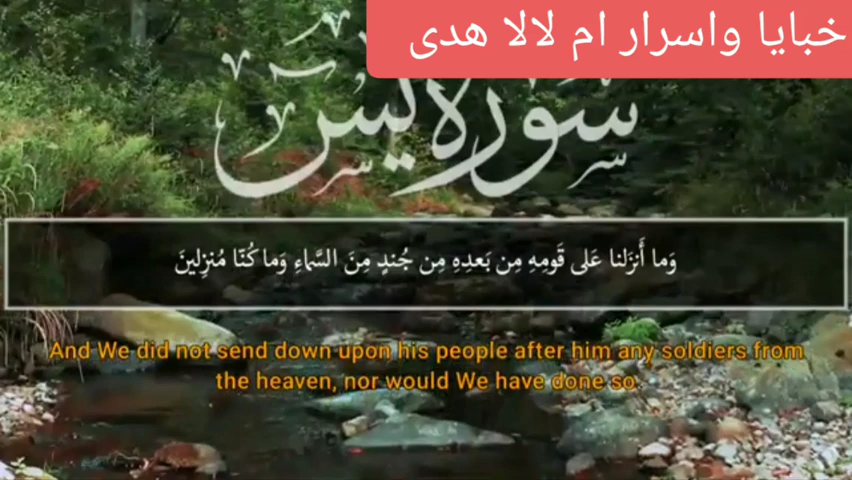 خبايا واسرار ام لالا هدى
سورة يس
وَما أَنزَلنا عَلى قَومِهِ مِن بَعدِهِ مِن جُندٍ مِنَ السَّماءِ وَما كُنّا مُنزِلينَ
And We did not send down upon his people after him any soldiers from
the heaven, nor would We have done so.